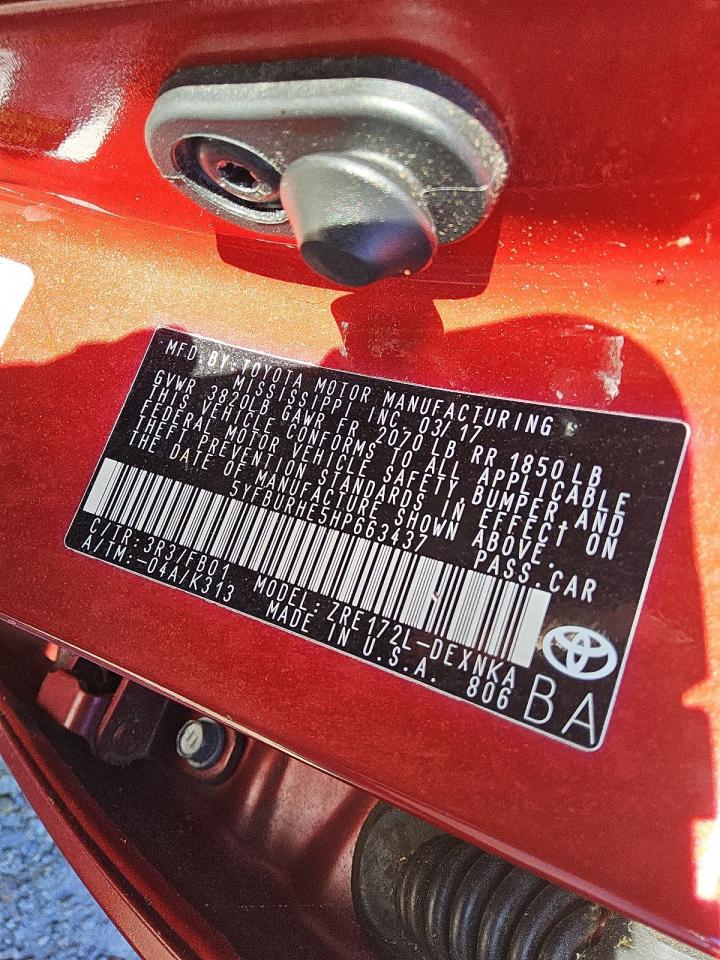 MFD. BY TOYOTA MOTOR MANUFACTURING
MISSISSIPPI INC. 03/17
GVWR 3820LB GAWR FR 2070 LB RR 1850LB
THIS VEHICLE CONFORMS TO ALL APPLICABLE
FEDERAL MOTOR VEHICLE SAFETY, BUMPER, AND
THEFT PREVENTION STANDARDS IN EFFECT ON
THE DATE OF MANUFACTURE SHOWN ABOVE.
5YFBURHE5HP663437 PASS.CAR
C/TR:3R3/FB01 MODEL:ZRE172L-DEXNKA
A/TM:-04A/K313 MADE IN U.S.A. 806
BA